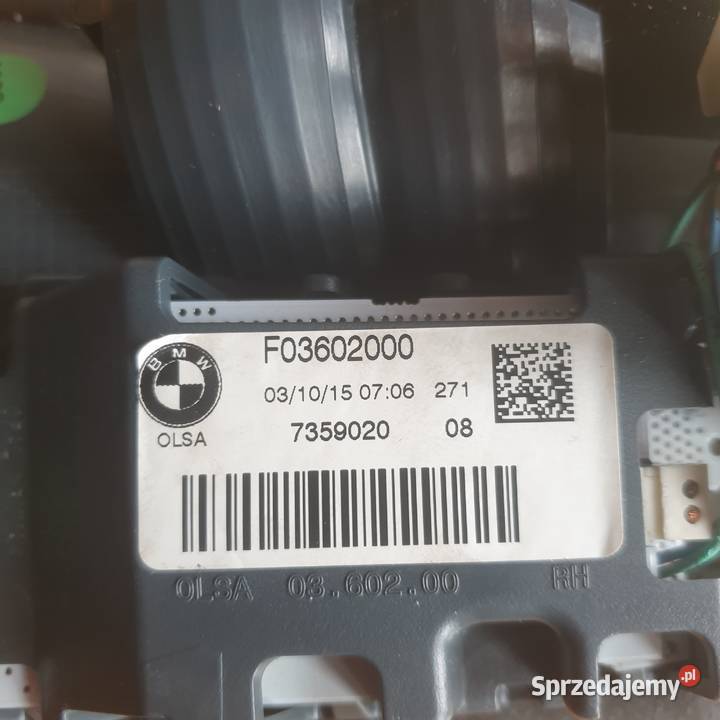 F03602000
BMW
03/10/15 07:06 271
OLSA
7359020 08
OLSA 03.602.00 RH
Sprzedajemy.pl